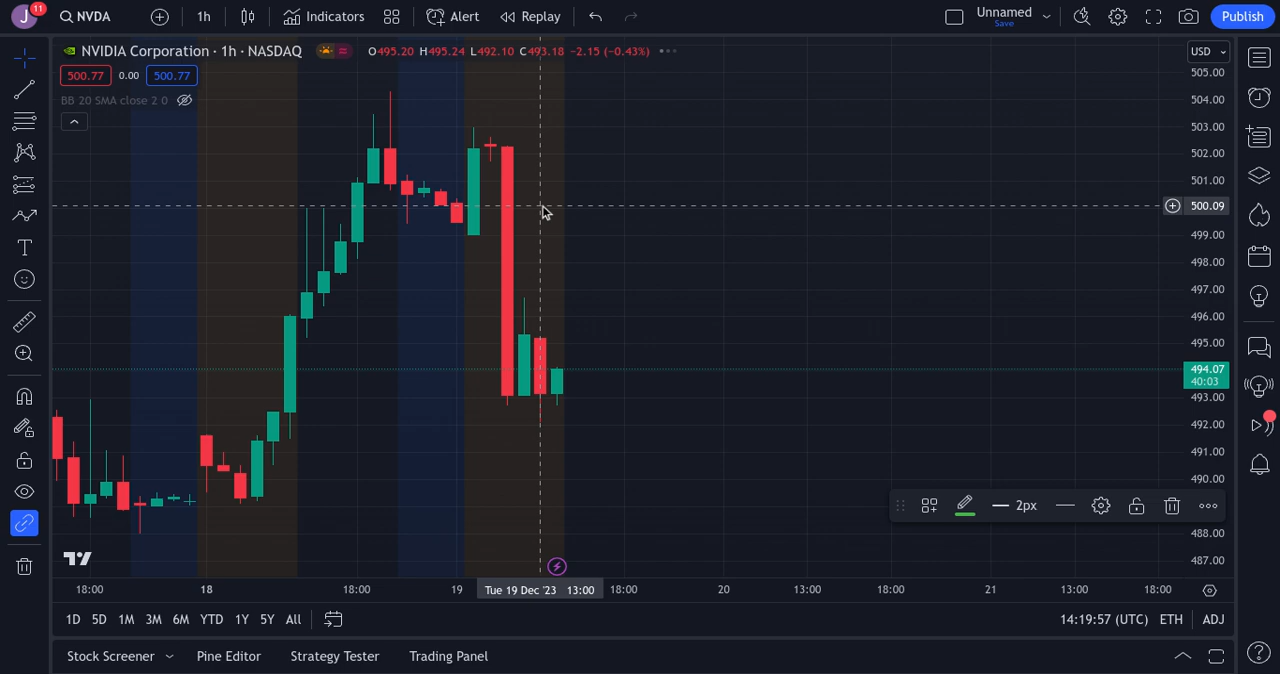 J 11 NVDA 1h Indicators Alert Replay Unnamed Save Publish
NVIDIA Corporation · 1h · NASDAQ O495.20 H495.24 L492.10 C493.18 −2.15 (−0.43%) USD
500.77 0.00 500.77
BB 20 SMA close 2 0
505.00
504.00
503.00
502.00
501.00
500.09
499.00
498.00
497.00
496.00
495.00
494.07
40:03
493.00
492.00
491.00
490.00
2px
488.00
487.00
18:00 18 18:00 19 Tue 19 Dec '23 13:00 18:00 20 13:00 18:00 21 13:00 18:00
1D 5D 1M 3M 6M YTD 1Y 5Y All 14:19:57 (UTC) ETH ADJ
Stock Screener Pine Editor Strategy Tester Trading Panel